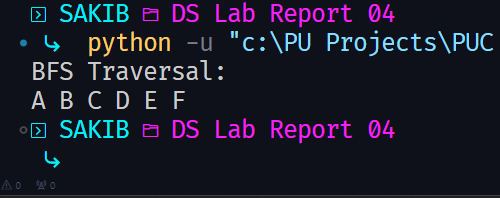 SAKIB DS Lab Report 04
python -u "c:\PU Projects\PUC
BFS Traversal:
A B C D E F
SAKIB DS Lab Report 04
0 0